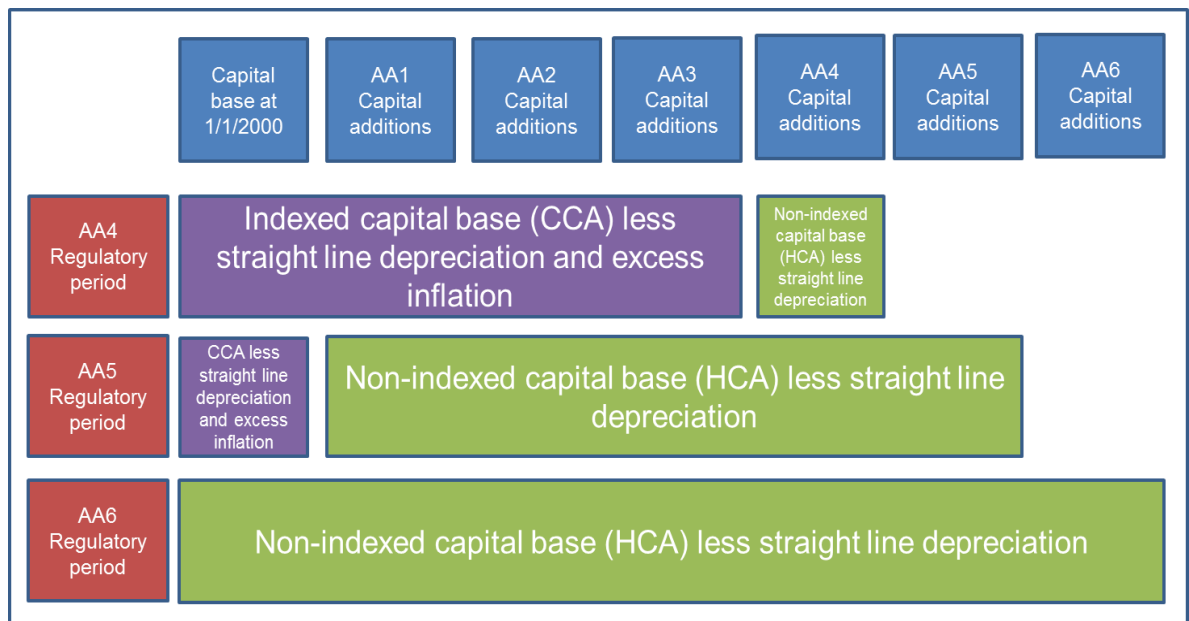 Capital
base at
1/1/2000
AA1
Capital
additions
AA2
Capital
additions
AA3
Capital
additions
AA4
Capital
additions
AA5
Capital
additions
AA6
Capital
additions
AA4
Regulatory
period
Indexed capital base (CCA) less
straight line depreciation and excess
inflation
Non-indexed
capital base
(HCA) less
straight line
depreciation
AA5
Regulatory
period
CCA less
straight line
depreciation
and excess
inflation
Non-indexed capital base (HCA) less straight line
depreciation
AA6
Regulatory
period
Non-indexed capital base (HCA) less straight line depreciation